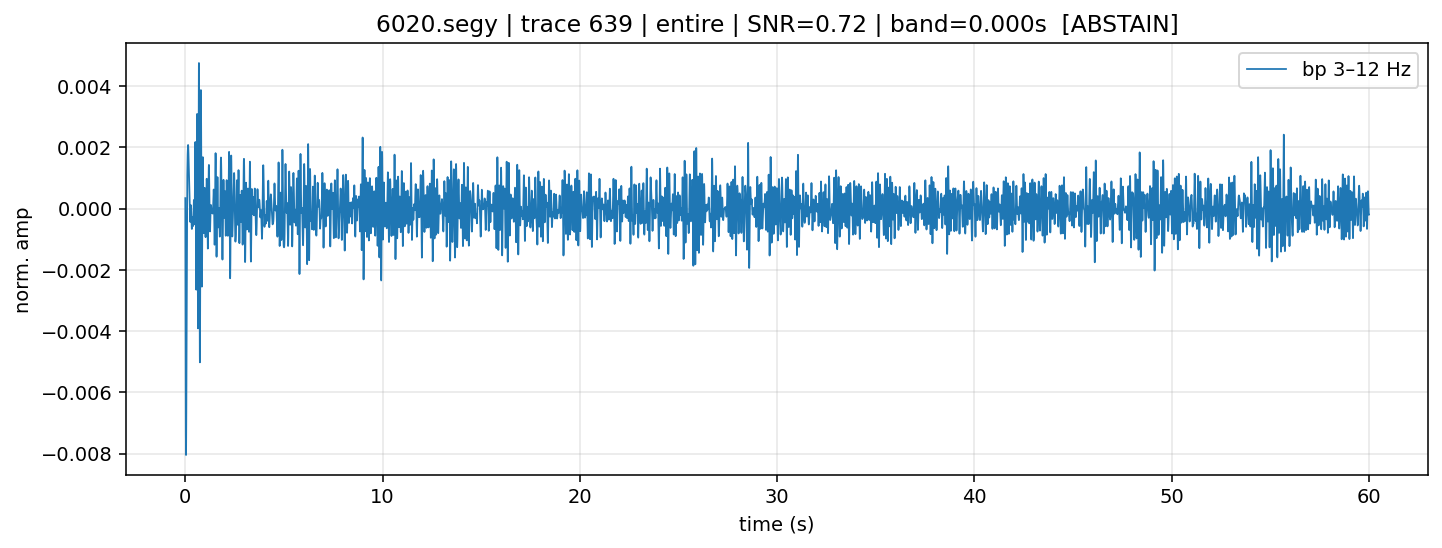 6020.segy | trace 639 | entire | SNR=0.72 | band=0.000s  [ABSTAIN]
bp 3–12 Hz
norm. amp
0.004
0.002
0.000
−0.002
−0.004
−0.006
−0.008
0 10 20 30 40 50 60
time (s)